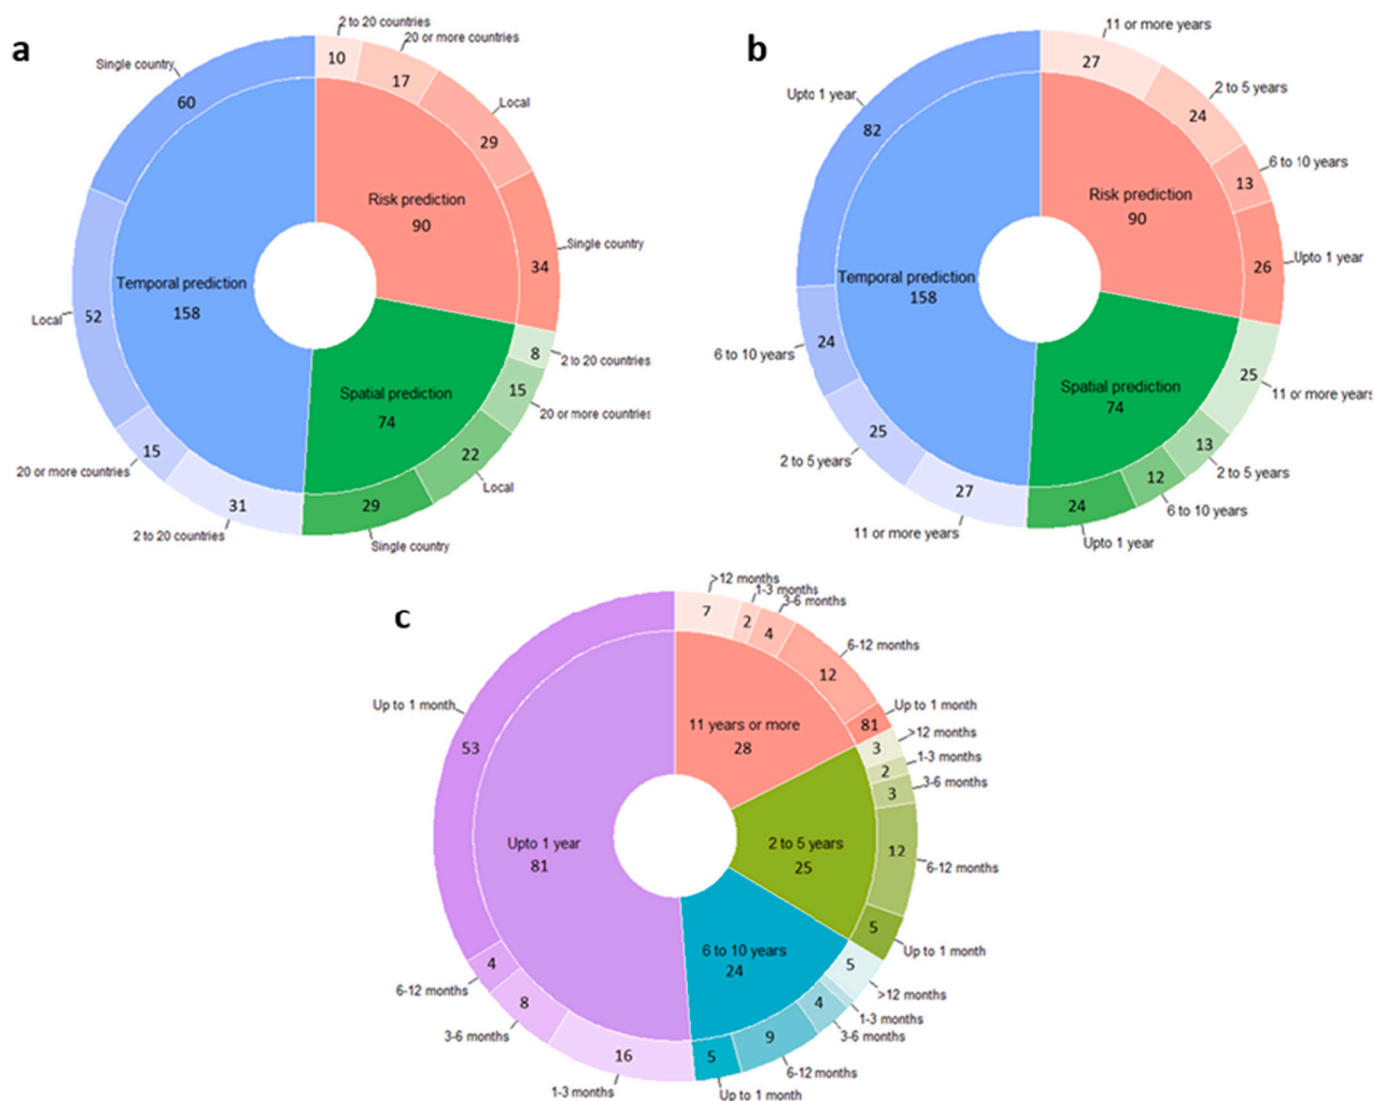 a
2 to 20 countries
10
20 or more countries
17
Local
29
Single country
34
Risk prediction
90
Single country
60
Temporal prediction
158
Local
52
20 or more countries
15
2 to 20 countries
31
Spatial prediction
74
8
2 to 20 countries
15
20 or more countries
22
Local
29
Single country
b
11 or more years
27
2 to 5 years
24
6 to 10 years
13
Upto 1 year
26
Risk prediction
90
Upto 1 year
82
Temporal prediction
158
6 to 10 years
24
2 to 5 years
25
11 or more years
27
Spatial prediction
74
25
11 or more years
13
2 to 5 years
12
6 to 10 years
24
Upto 1 year
c
>12 months
7
1-3 months
2
3-6 months
4
6-12 months
12
Up to 1 month
81
11 years or more
28
>12 months
3
1-3 months
2
3-6 months
3
12
6-12 months
5
Up to 1 month
2 to 5 years
25
5
>12 months
1-3 months
4
3-6 months
9
6-12 months
5
Up to 1 month
6 to 10 years
24
Up to 1 month
53
Upto 1 year
81
4
6-12 months
8
3-6 months
16
1-3 months